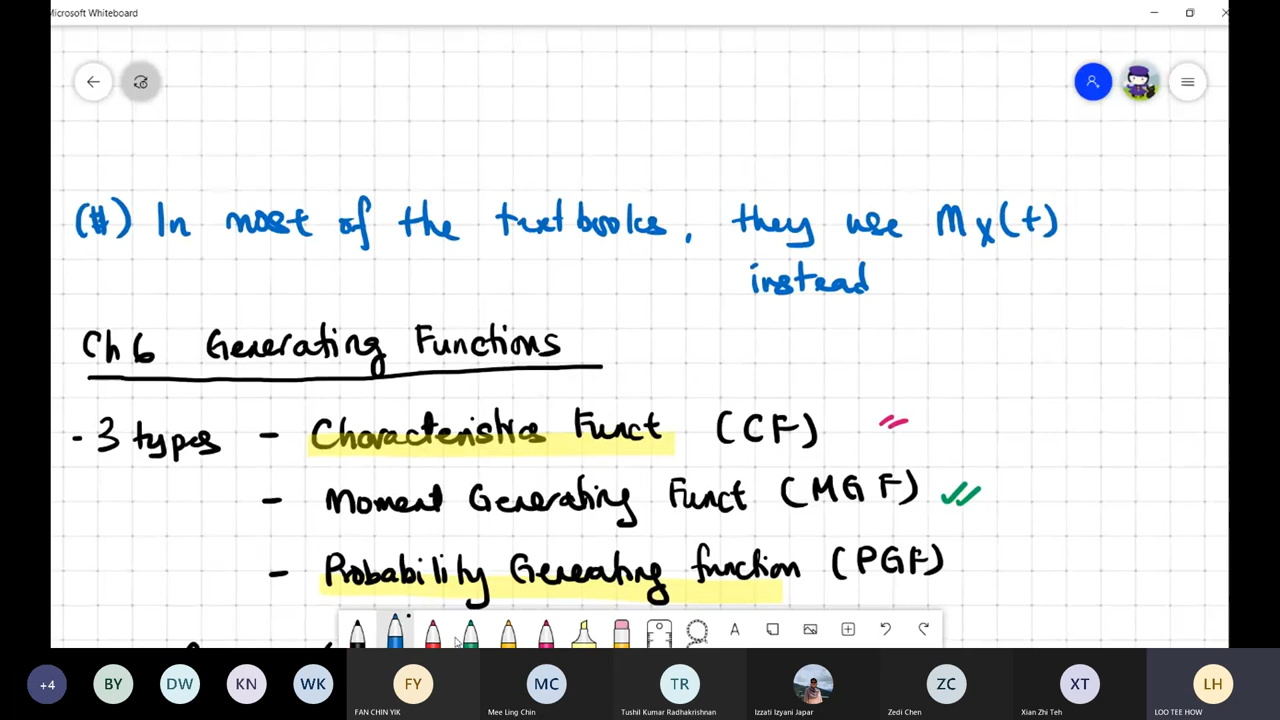 Microsoft Whiteboard
(#) In most of the textbooks, they use Mx(t)
instead
Ch 6 Generating Functions
- 3 types - Characteristics Funct (CF)
- Moment Generating Funct (MGF)
- Probability Genearting function (PGF)
A
+4
BY
DW
KN
WK
FY
FAN CHIN YIK
MC
Mee Ling Chin
TR
Tushil Kumar Radhakrishnan
Izzati Izyani Japar
ZC
Zedi Chen
XT
Xian Zhi Teh
LH
LOO TEE HOW